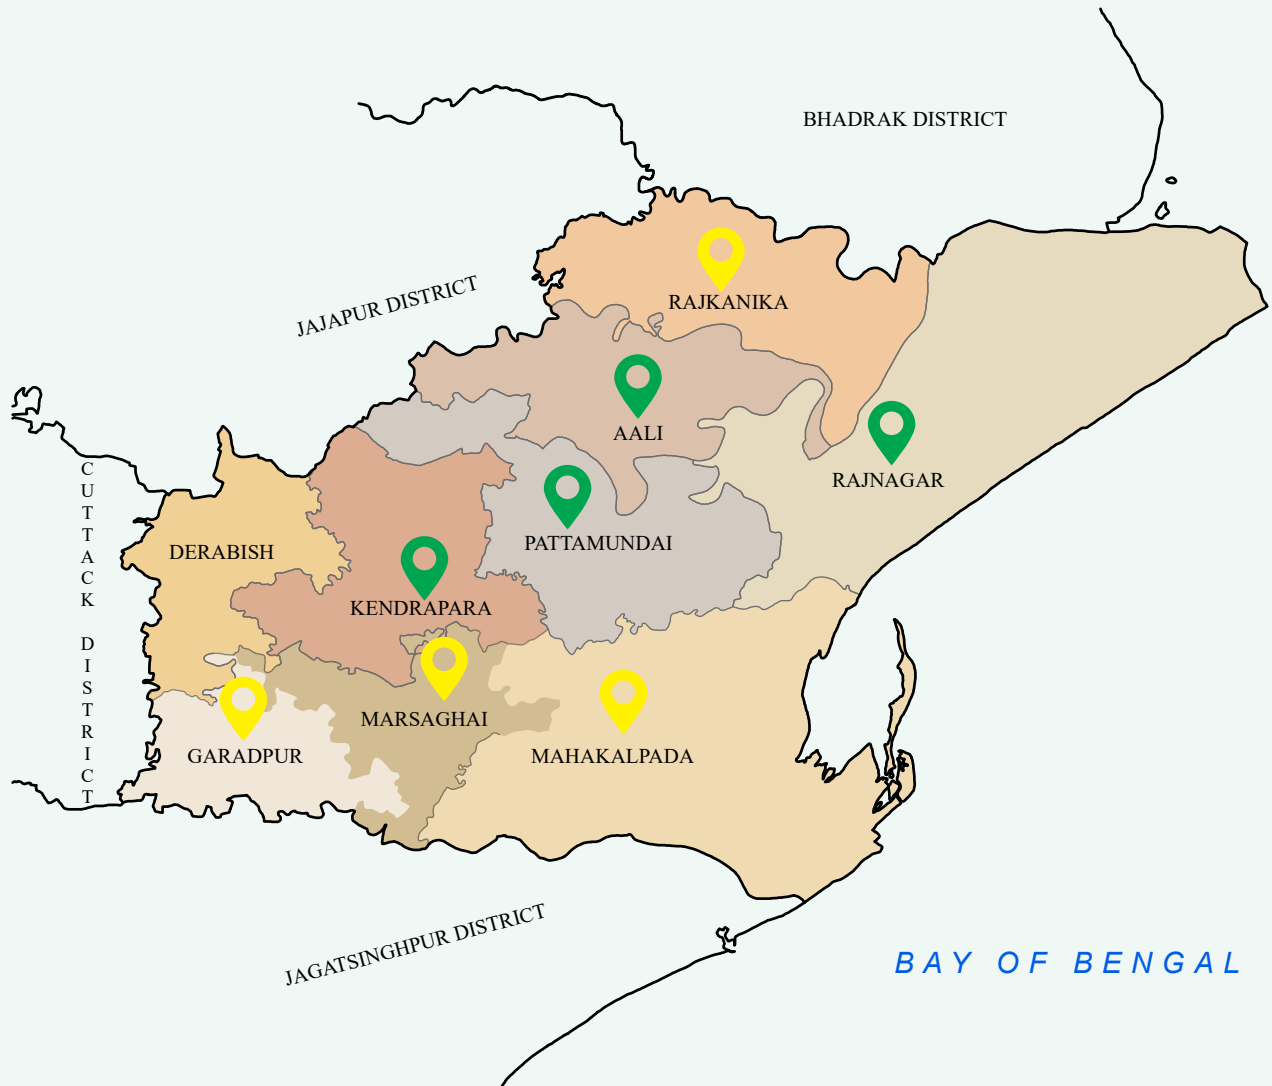 BHADRAK DISTRICT
JAJAPUR DISTRICT
RAJKANIKA
AALI
RAJNAGAR
CUTTACK DISTRICT
DERABISH
PATTAMUNDAI
KENDRAPARA
MARSAGHAI
GARADPUR
MAHAKALPADA
JAGATSINGHPUR DISTRICT
BAY OF BENGAL